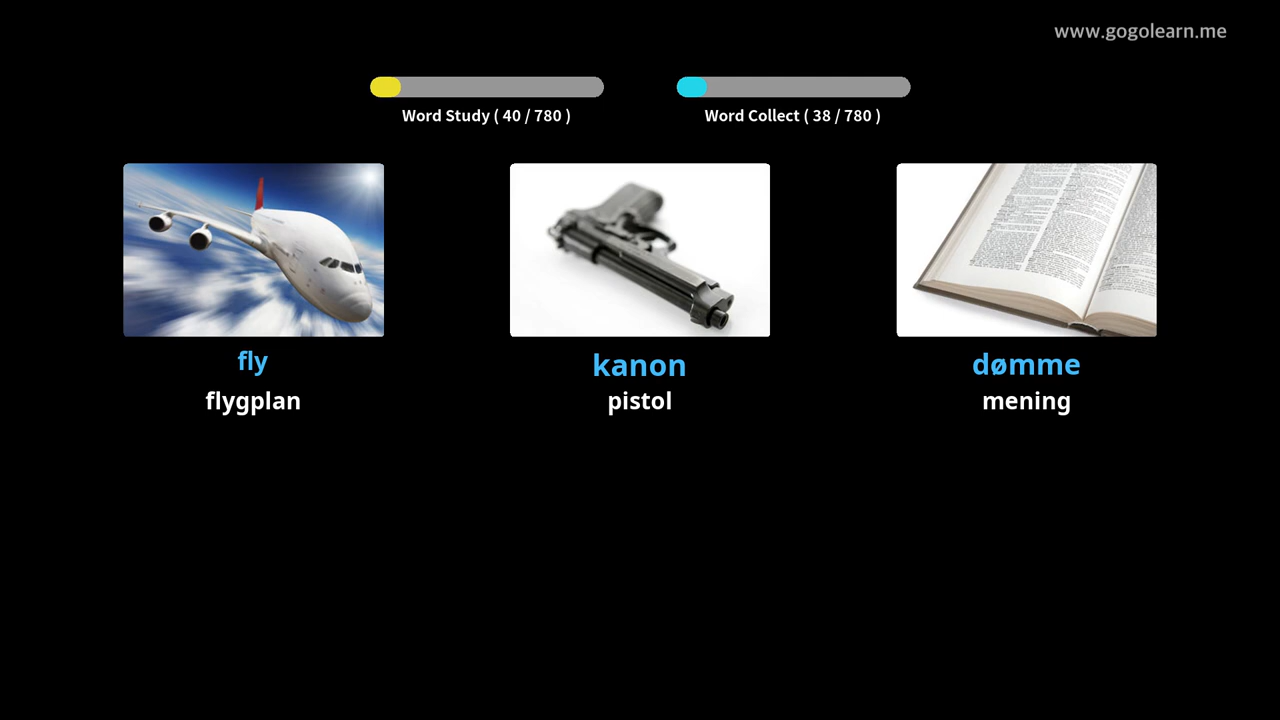 www.gogolearn.me
Word Study ( 40 / 780 )
Word Collect ( 38 / 780 )
fly
kanon
dømme
flygplan
pistol
mening